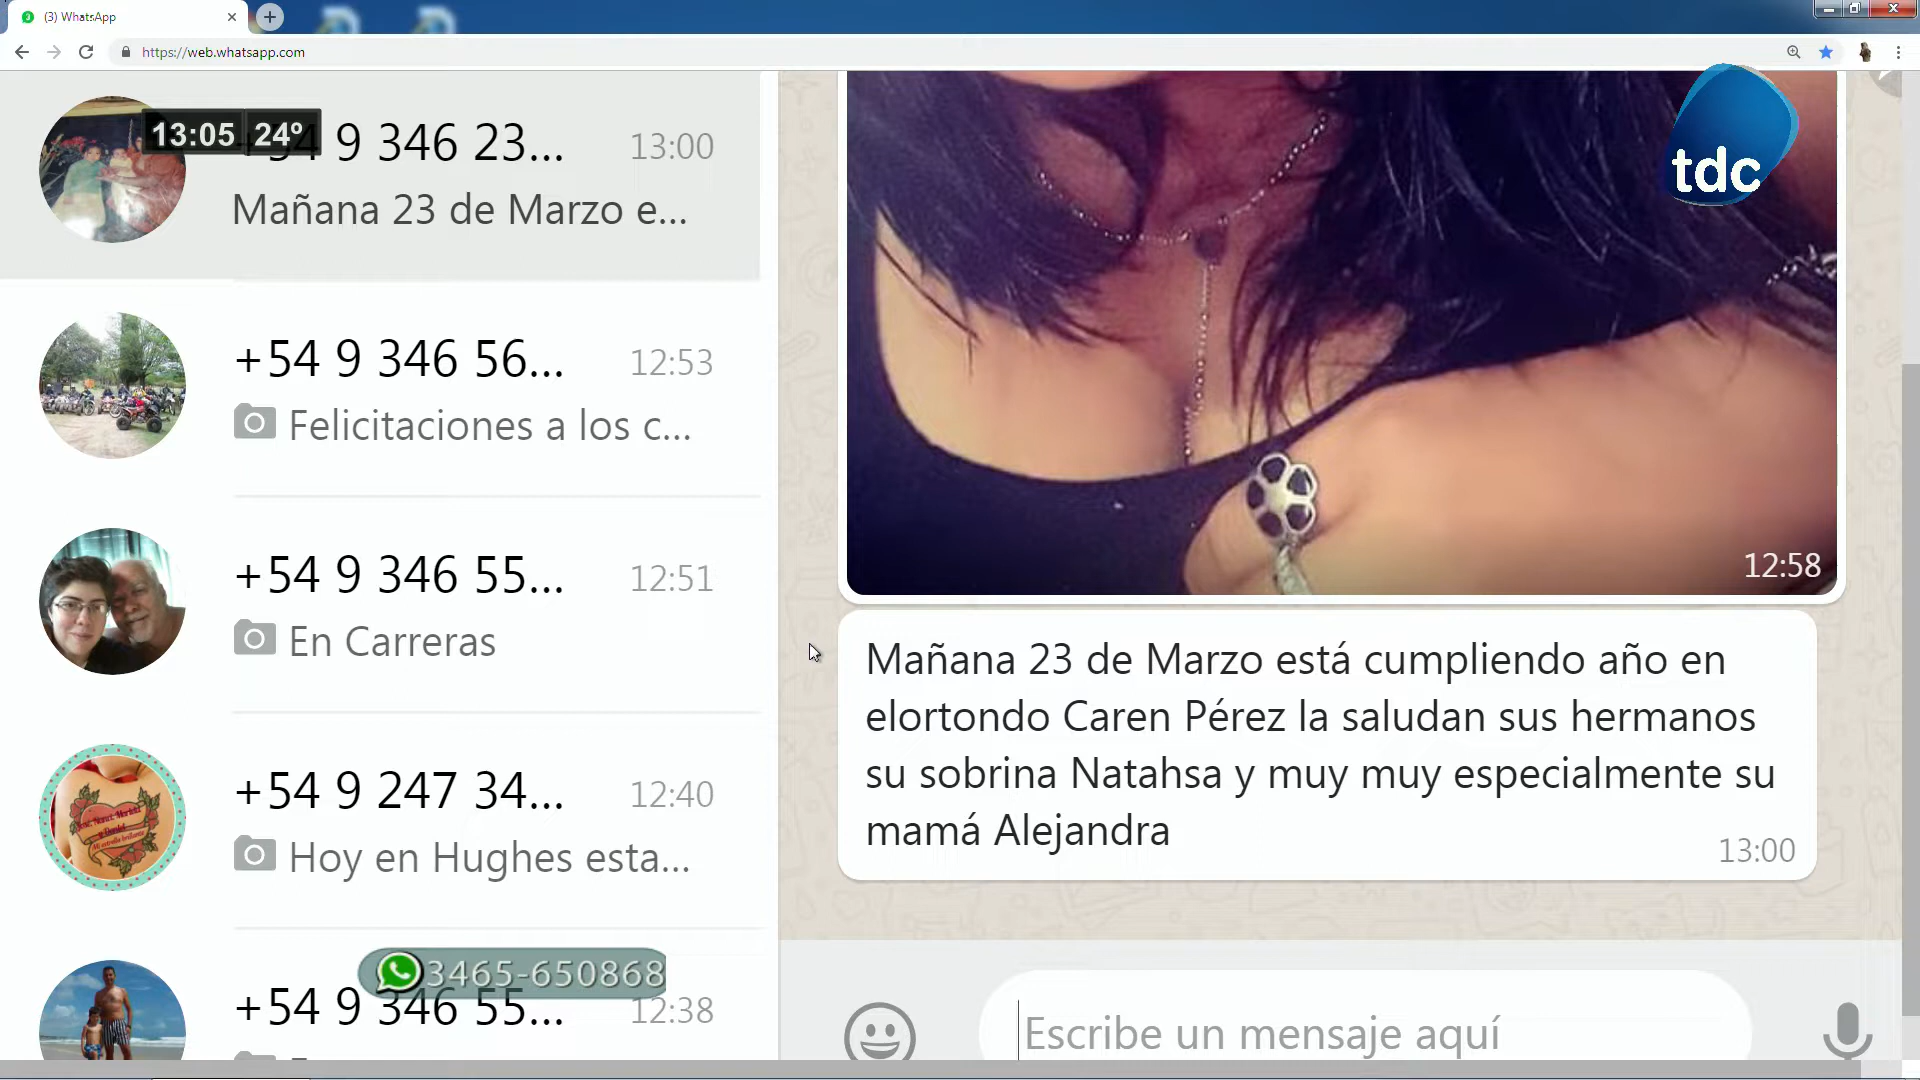 (3) WhatsApp
https://web.whatsapp.com
13:05 24º
9 346 23...
13:00
Mañana 23 de Marzo e...
+54 9 346 56...
12:53
Felicitaciones a los c...
+54 9 346 55...
12:51
En Carreras
+54 9 247 34...
12:40
Hoy en Hughes esta...
3465-650868
+54 9 346 55...
12:38
tdc
12:58
Mañana 23 de Marzo está cumpliendo año en
elortondo Caren Pérez la saludan sus hermanos
su sobrina Natahsa y muy muy especialmente su
mamá Alejandra
13:00
Escribe un mensaje aquí